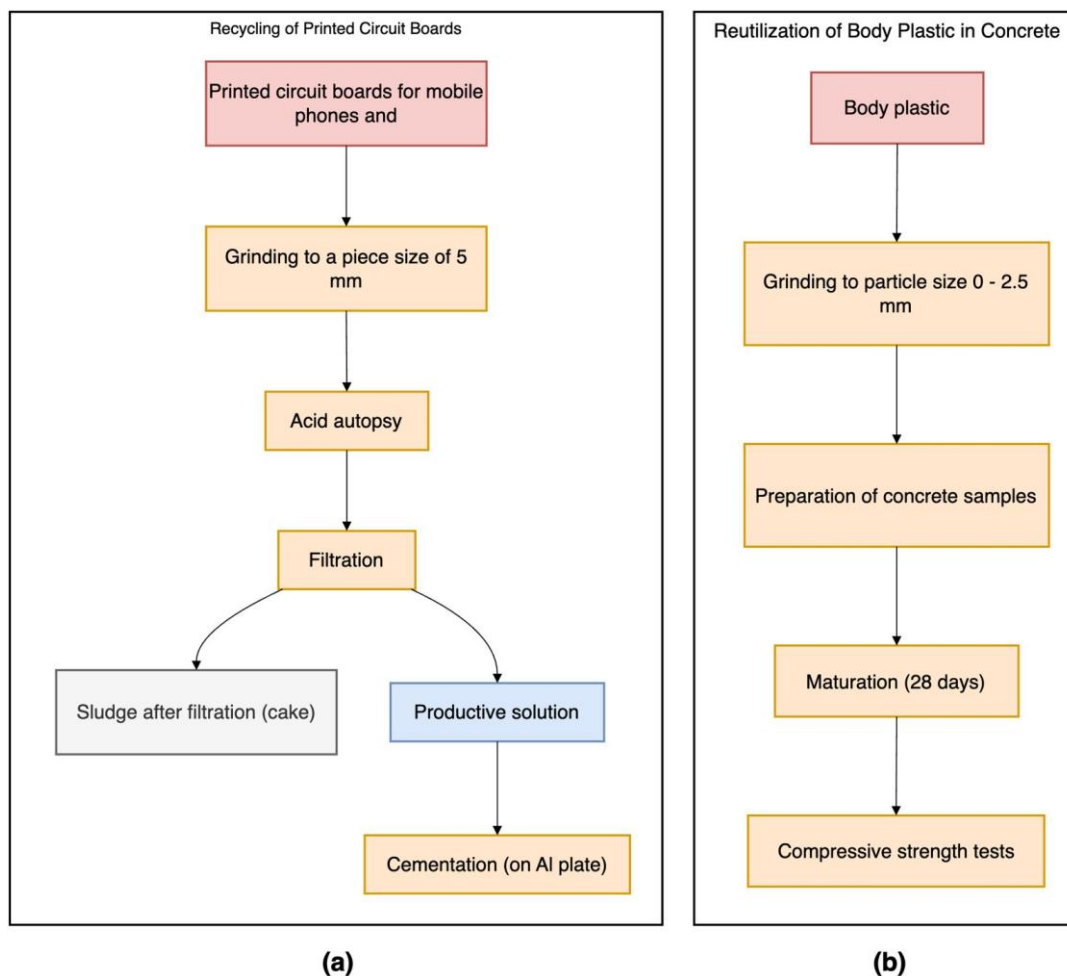 Recycling of Printed Circuit Boards
Printed circuit boards for mobile
phones and
Grinding to a piece size of 5
mm
Acid autopsy
Filtration
Sludge after filtration (cake)
Productive solution
Cementation (on Al plate)
(a)
Reutilization of Body Plastic in Concrete
Body plastic
Grinding to particle size 0 - 2.5
mm
Preparation of concrete samples
Maturation (28 days)
Compressive strength tests
(b)